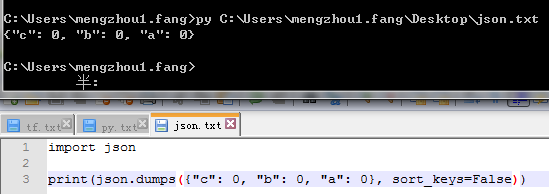 C:\Users\mengzhou1.fang>py C:\Users\mengzhou1.fang\Desktop\json.txt
{"c": 0, "b": 0, "a": 0}
C:\Users\mengzhou1.fang>
半:
tf.txt py.txt json.txt
1 import json
2
3 print(json.dumps({"c": 0, "b": 0, "a": 0}, sort_keys=False))